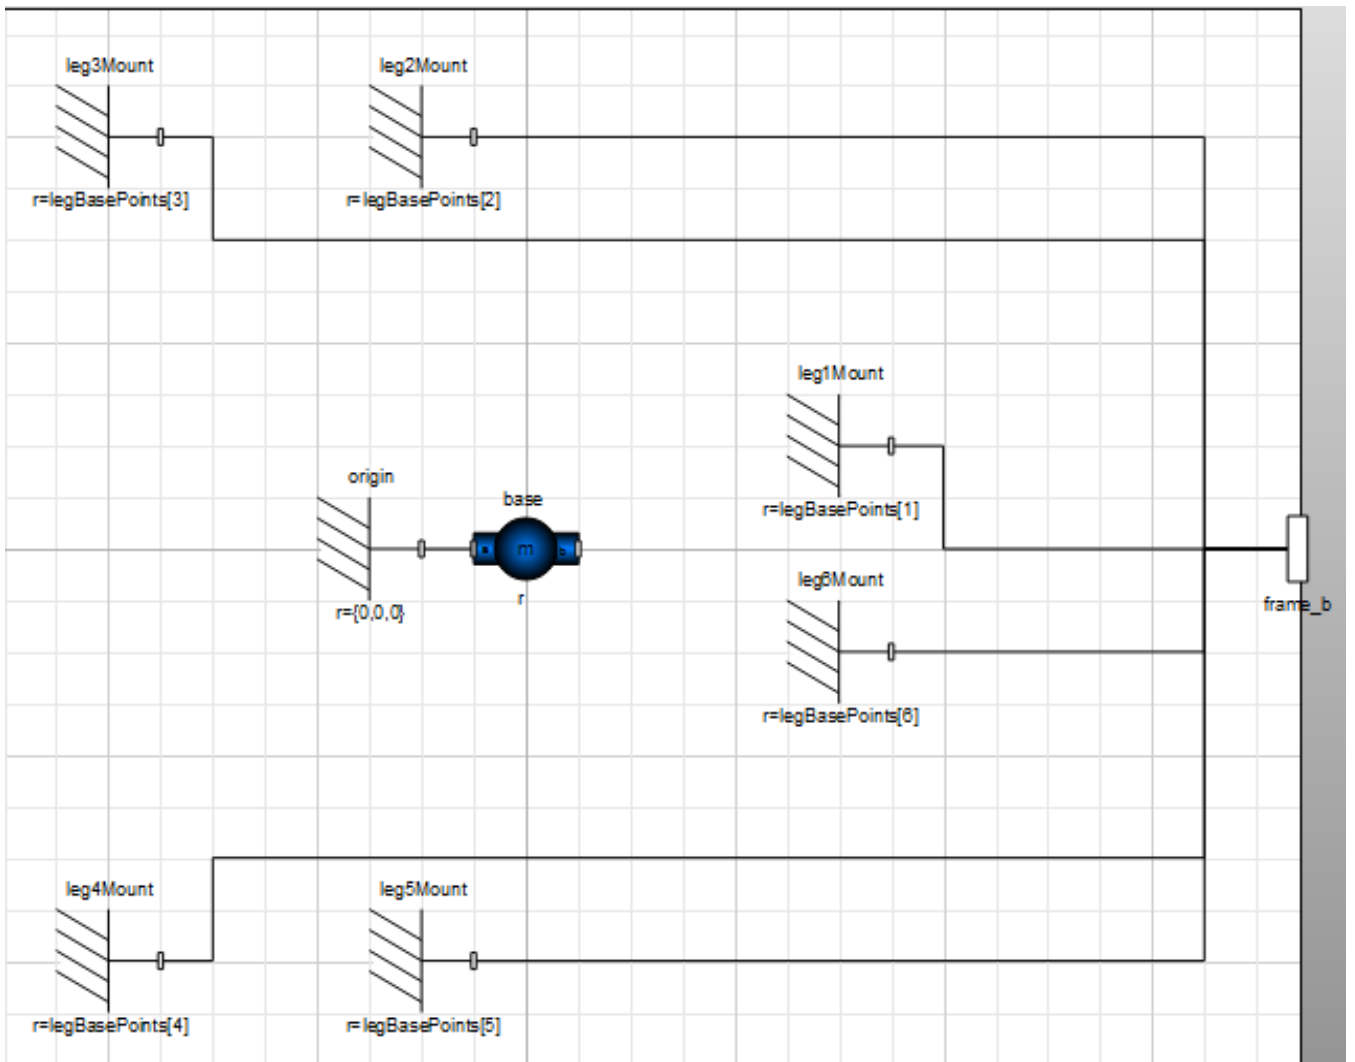 leg3Mount
leg2Mount
r=legBasePoints[3]
r=legBasePoints[2]
leg1Mount
origin
base
a
m
b
r=legBasePoints[1]
leg6Mount
r
frame_b
r={0,0,0}
r=legBasePoints[6]
leg4Mount
leg5Mount
r=legBasePoints[4]
r=legBasePoints[5]